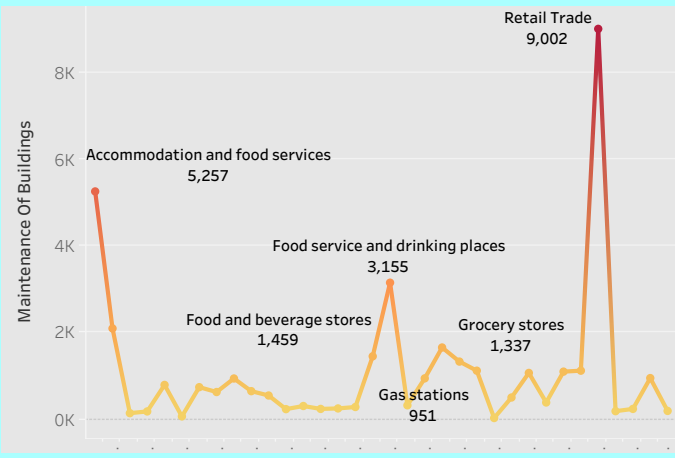 Retail Trade
9,002
8K
Accommodation and food services
5,257
6K
Maintenance Of Buildings
4K
Food service and drinking places
3,155
Food and beverage stores
1,459
Grocery stores
1,337
2K
Gas stations
951
0K